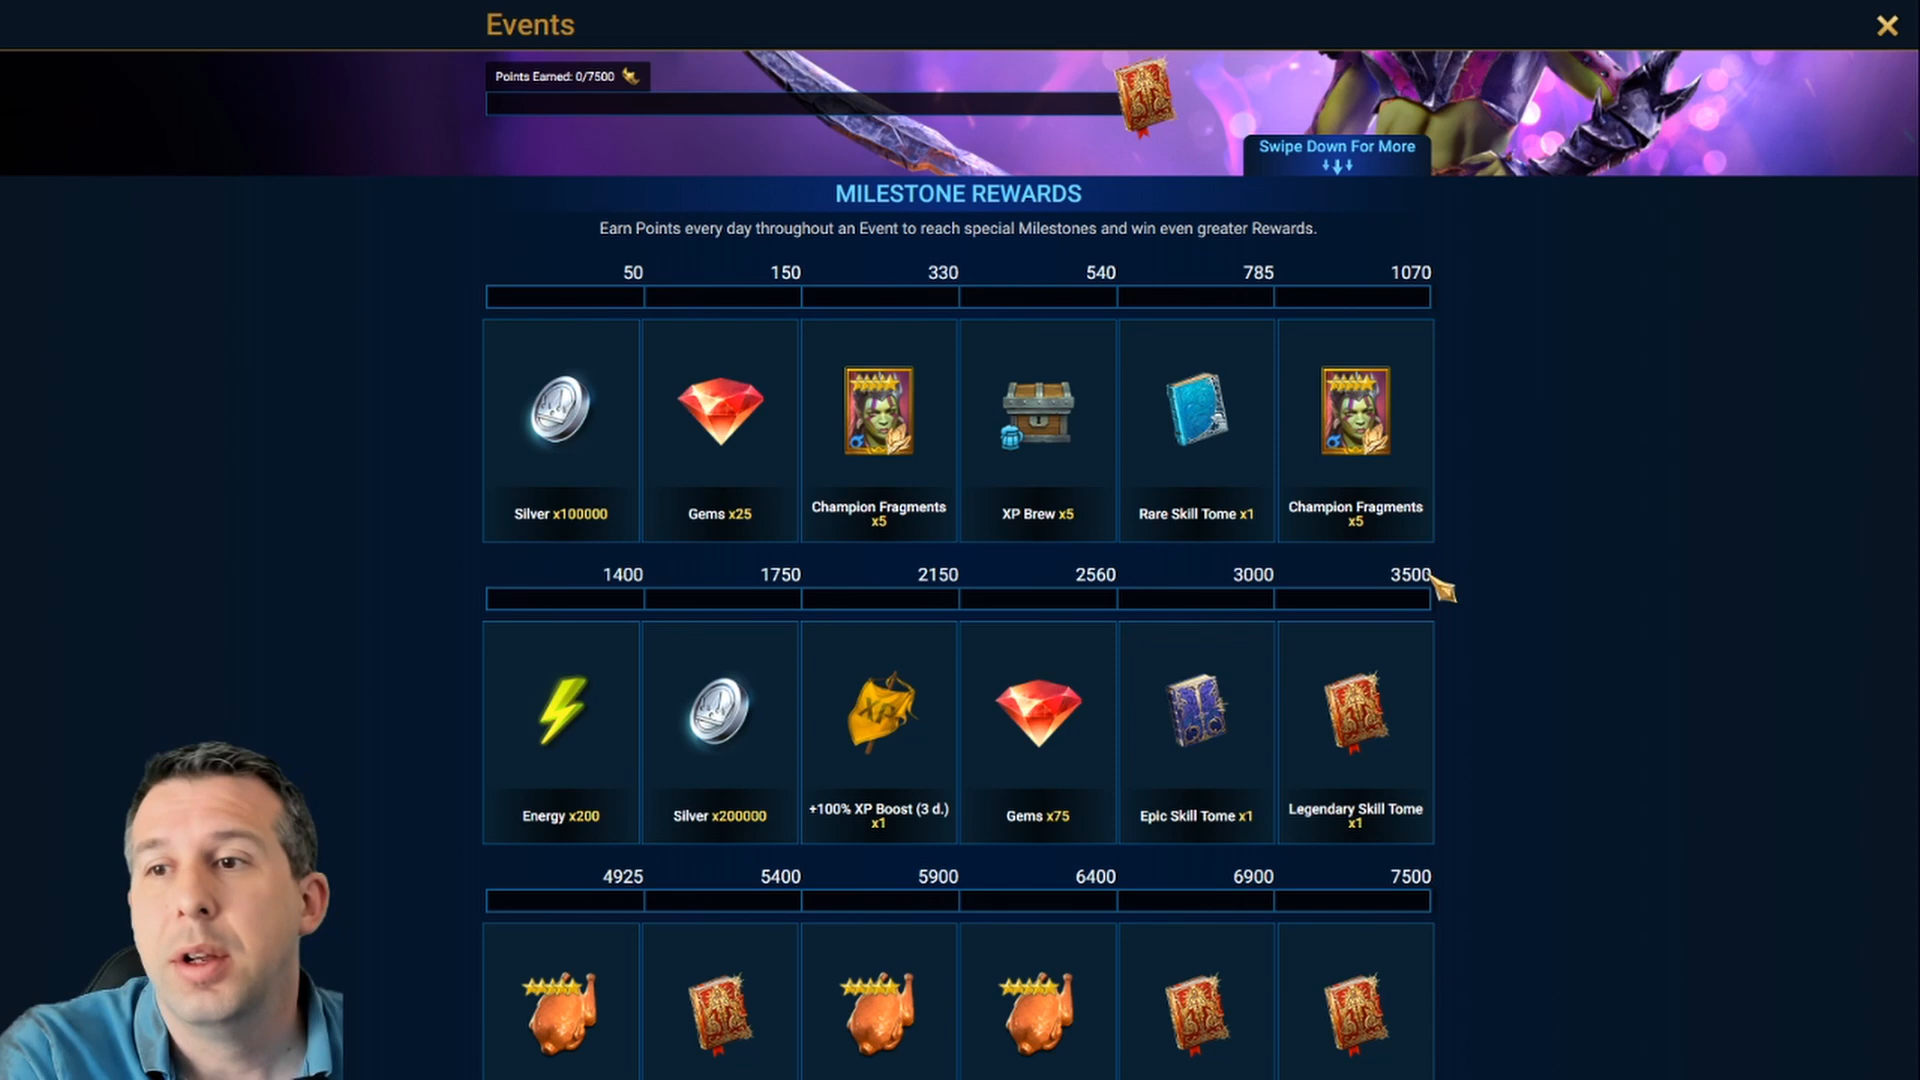 Events
Points Earned: 0/7500
Swipe Down For More
MILESTONE REWARDS
Earn Points every day throughout an Event to reach special Milestones and win even greater Rewards.
50 150 330 540 785 1070
Silver x100000
Gems x25
Champion Fragments
x5
XP Brew x5
Rare Skill Tome x1
Champion Fragments
x5
1400 1750 2150 2560 3000 3500
XP
Energy x200
Silver x200000
+100% XP Boost (3 d.)
x1
Gems x75
Epic Skill Tome x1
Legendary Skill Tome
x1
4925 5400 5900 6400 6900 7500